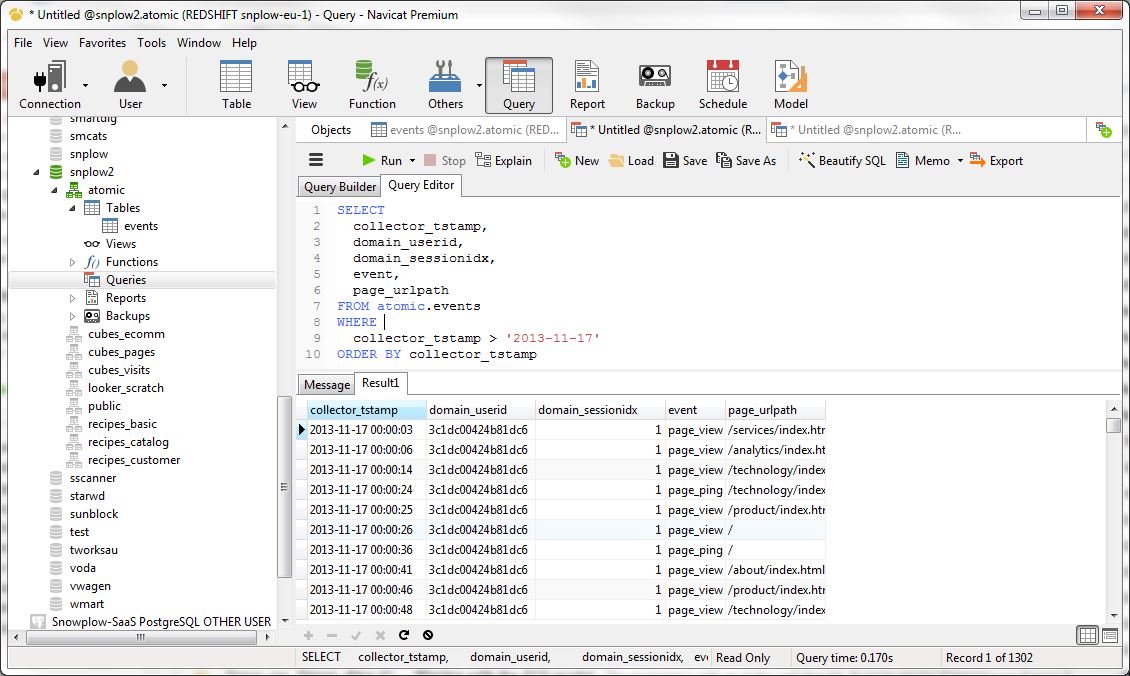 * Untitled @snplow2.atomic (REDSHIFT snplow-eu-1) - Query - Navicat Premium
File View Favorites Tools Window Help
Connection User Table View Function Others Query Report Backup Schedule Model
f(x)
smartdig
smcats
snplow
snplow2
atomic
Tables
events
Views
f() Functions
Queries
Reports
Backups
cubes_ecomm
cubes_pages
cubes_visits
looker_scratch
public
recipes_basic
recipes_catalog
recipes_customer
sscanner
starwd
sunblock
test
tworksau
voda
vwagen
wmart
Snowplow-SaaS PostgreSQL OTHER USER
Objects events @snplow2.atomic (RED... * Untitled @snplow2.atomic (R... * Untitled @snplow2.atomic (R...
Run Stop Explain New Load Save Save As Beautify SQL Memo Export
Query Builder Query Editor
1 SELECT
2 collector_tstamp,
3 domain_userid,
4 domain_sessionidx,
5 event,
6 page_urlpath
7 FROM atomic.events
8 WHERE
9 collector_tstamp > '2013-11-17'
10 ORDER BY collector_tstamp
Message Result1
collector_tstamp domain_userid domain_sessionidx event page_urlpath
2013-11-17 00:00:03 3c1dc00424b81dc6 1 page_view /services/index.htr
2013-11-17 00:00:06 3c1dc00424b81dc6 1 page_view /analytics/index.ht
2013-11-17 00:00:14 3c1dc00424b81dc6 1 page_view /technology/index
2013-11-17 00:00:24 3c1dc00424b81dc6 1 page_ping /technology/index
2013-11-17 00:00:25 3c1dc00424b81dc6 1 page_view /product/index.htr
2013-11-17 00:00:26 3c1dc00424b81dc6 1 page_view /
2013-11-17 00:00:36 3c1dc00424b81dc6 1 page_ping /
2013-11-17 00:00:41 3c1dc00424b81dc6 1 page_view /about/index.html
2013-11-17 00:00:46 3c1dc00424b81dc6 1 page_view /product/index.htr
2013-11-17 00:00:48 3c1dc00424b81dc6 1 page_view /technology/index
SELECT collector_tstamp, domain_userid, domain_sessionidx, eve Read Only Query time: 0.170s Record 1 of 1302